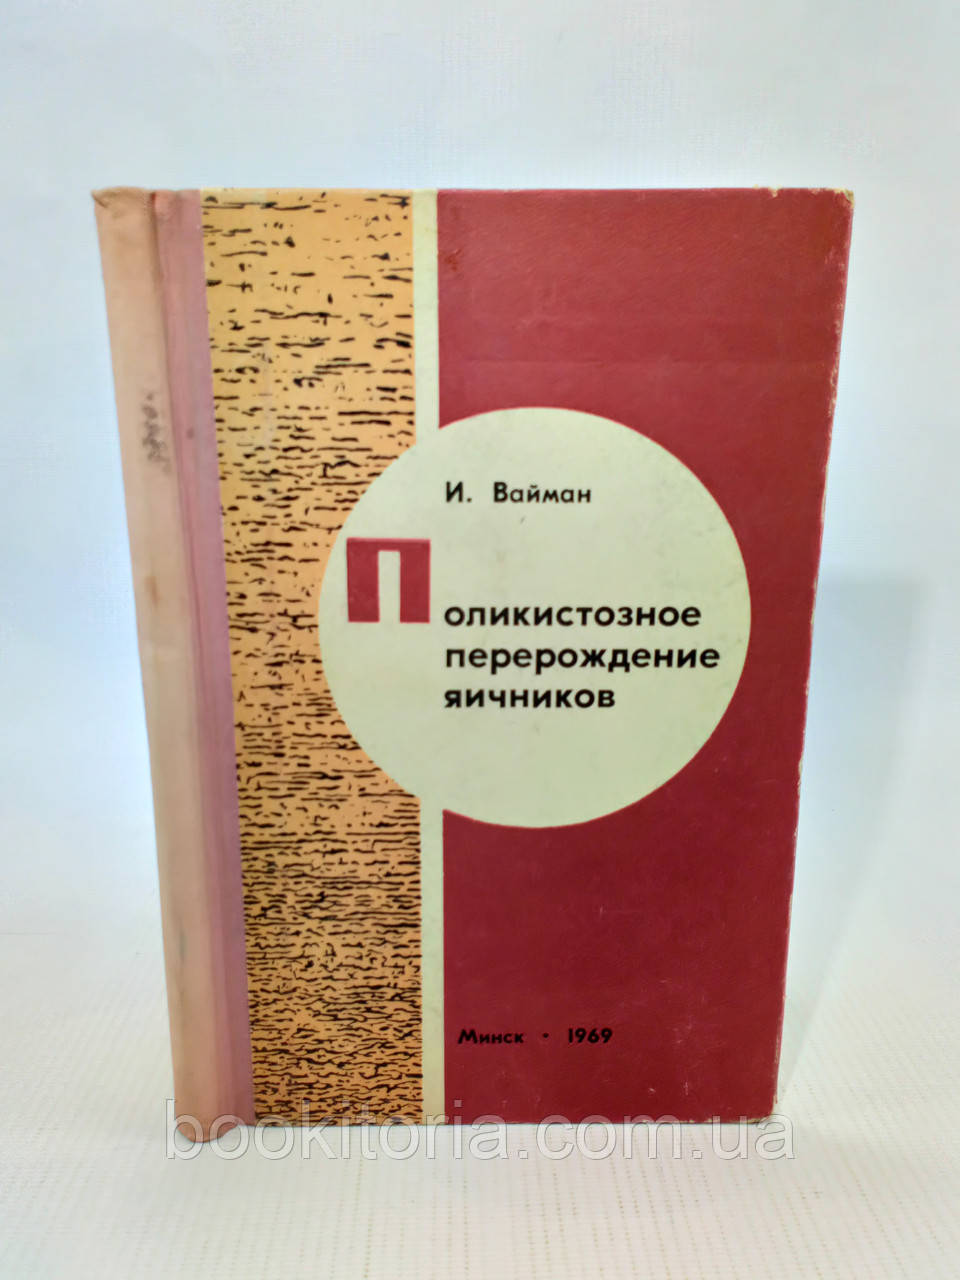 И. Вайман
Поликистозное
перерождение
яичников
Минск · 1969
bookitoria.com.ua